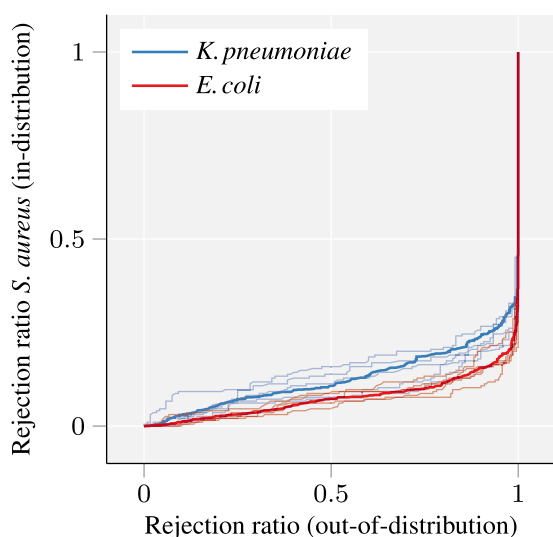 K. pneumoniae
E. coli
1
0.5
0
0
0.5
1
Rejection ratio S. aureus (in-distribution)
Rejection ratio (out-of-distribution)